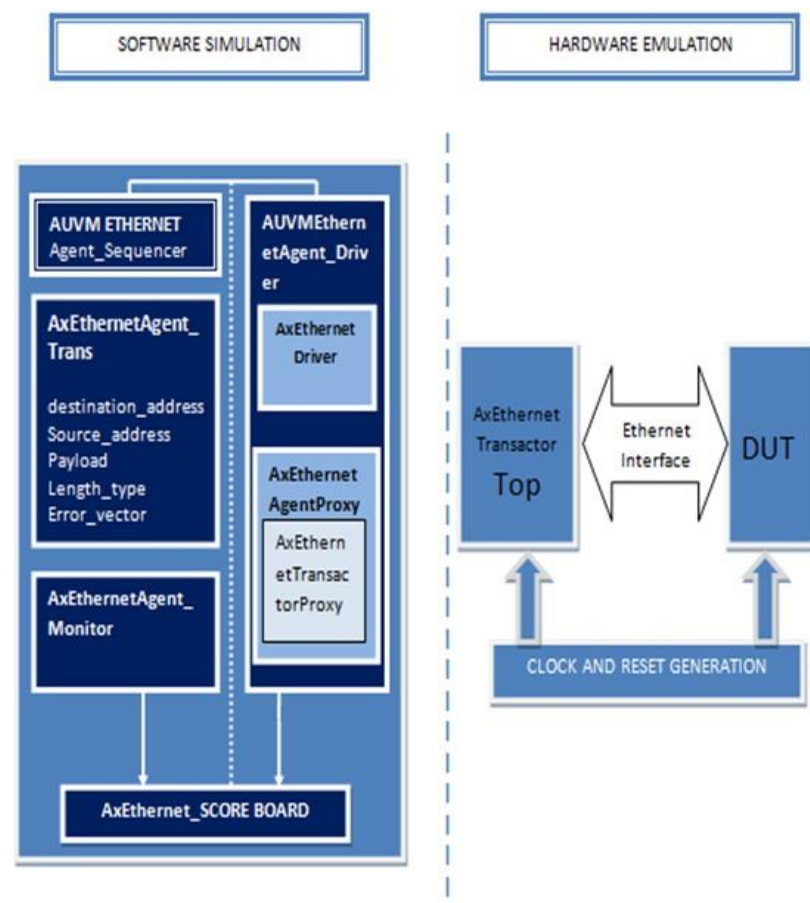 SOFTWARE SIMULATION
HARDWARE EMULATION
AUVM ETHERNET
Agent_Sequencer
AxEthernetAgent_
Trans
destination_address
Source_address
Payload
Length_type
Error_vector
AxEthernetAgent_
Monitor
AUVMEthern
etAgent_Driv
er
AxEthernet
Driver
AxEthernet
AgentProxy
AxEthern
etTransac
torProxy
AxEthernet_SCORE BOARD
AxEthernet
Transactor
Top
Ethernet
Interface
DUT
CLOCK AND RESET GENERATION